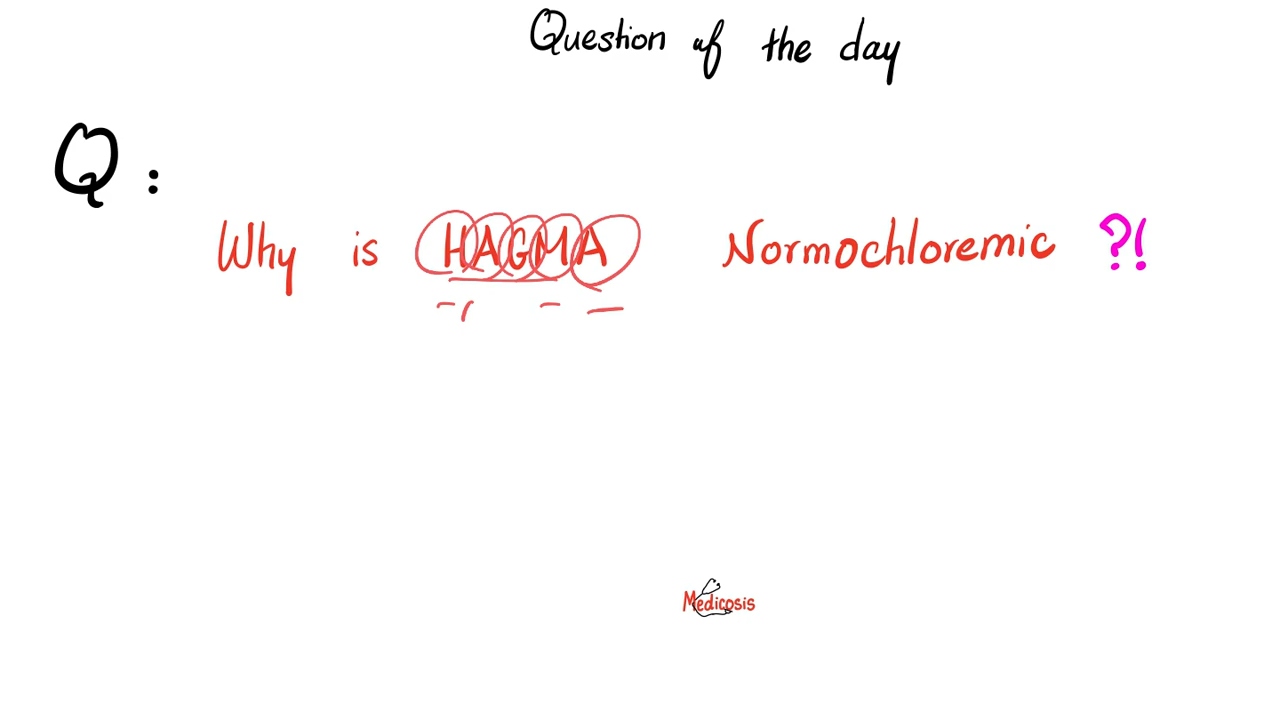 Question of the day
Q :
Why is HAGMA Normochloremic ?!
Medicosis